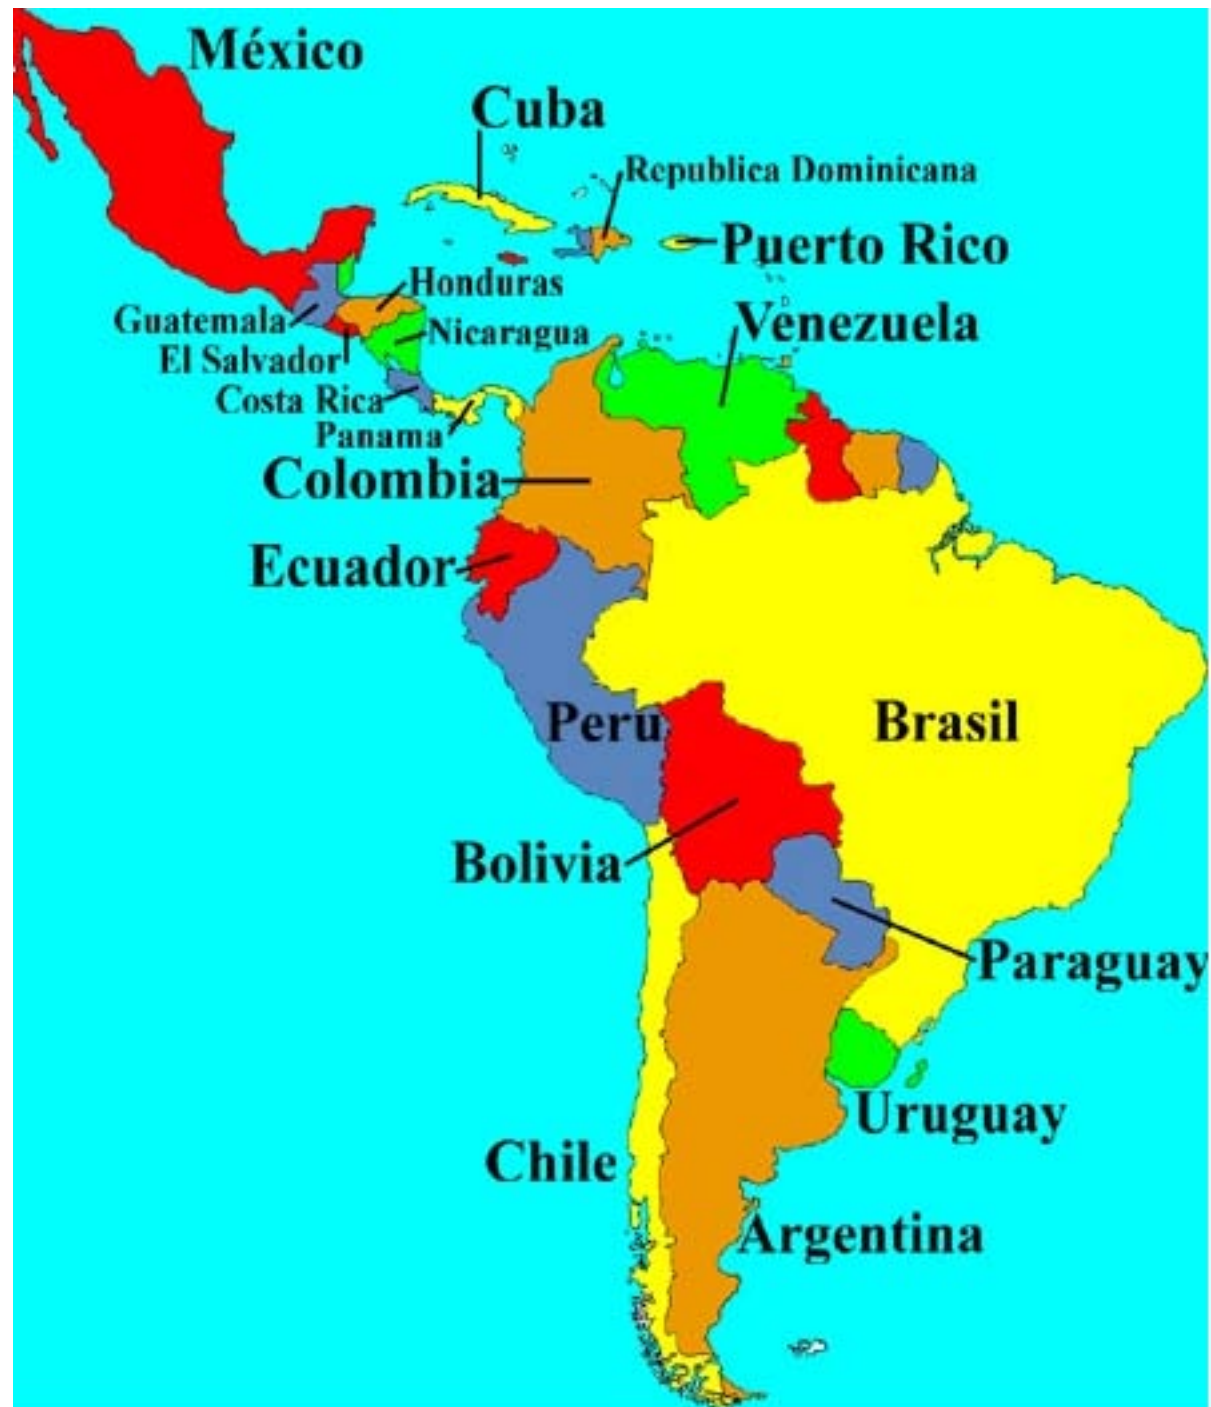 México
Cuba
Republica Dominicana
Puerto Rico
Honduras
Guatemala
Venezuela
Nicaragua
El Salvador
Costa Rica
Panama
Colombia
Ecuador
Peru
Brasil
Bolivia
Paraguay
Uruguay
Chile
Argentina